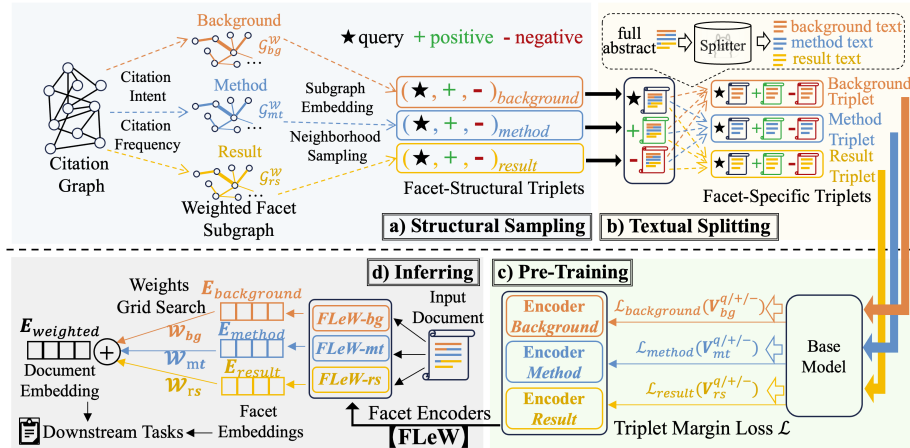 Background
𝒢^𝒲_bg
★query +positive -negative
full
abstract
Splitter
background text
method text
result text
Citation
Intent
Method
𝒢^𝒲_mt
Subgraph
Embedding
(★, +, -)background
Background
Triplet
Citation
Frequency
Neighborhood
Sampling
(★, +, -)method
Method
Triplet
Result
𝒢^𝒲_rs
(★, +, -)result
Result
Triplet
Citation
Graph
Weighted Facet
Subgraph
Facet-Structural Triplets
Facet-Specific Triplets
a) Structural Sampling
b) Textual Splitting
d) Inferring
c) Pre-Training
Weights
Grid Search
E_background
Input
Document
FLeW-bg
Encoder
Background
ℒ_background(V_bg^q/+/−)
E_weighted
𝒲_bg
E_method
𝒲_mt
FLeW-mt
Encoder
Method
ℒ_method(V_mt^q/+/−)
Base
Model
Document
Embedding
E_result
𝒲_rs
FLeW-rs
Encoder
Result
ℒ_result(V_rs^q/+/−)
Downstream Tasks
Facet
Embeddings
Facet Encoders
【FLeW】
Triplet Margin Loss ℒ